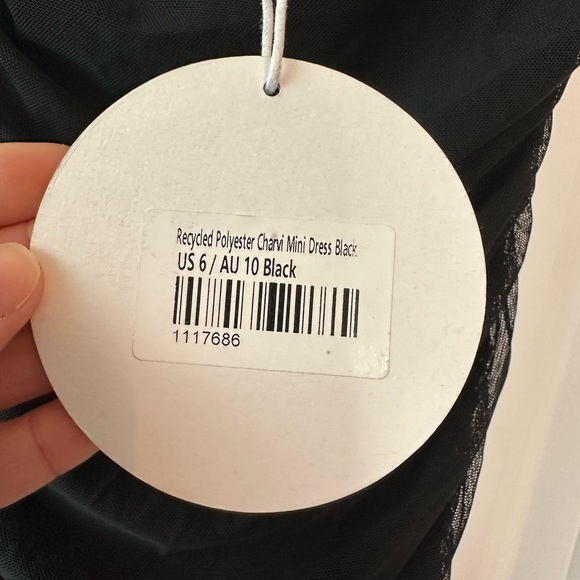 Recycled Polyester Charvi Mini Dress Black
US 6 / AU 10 Black
1117686